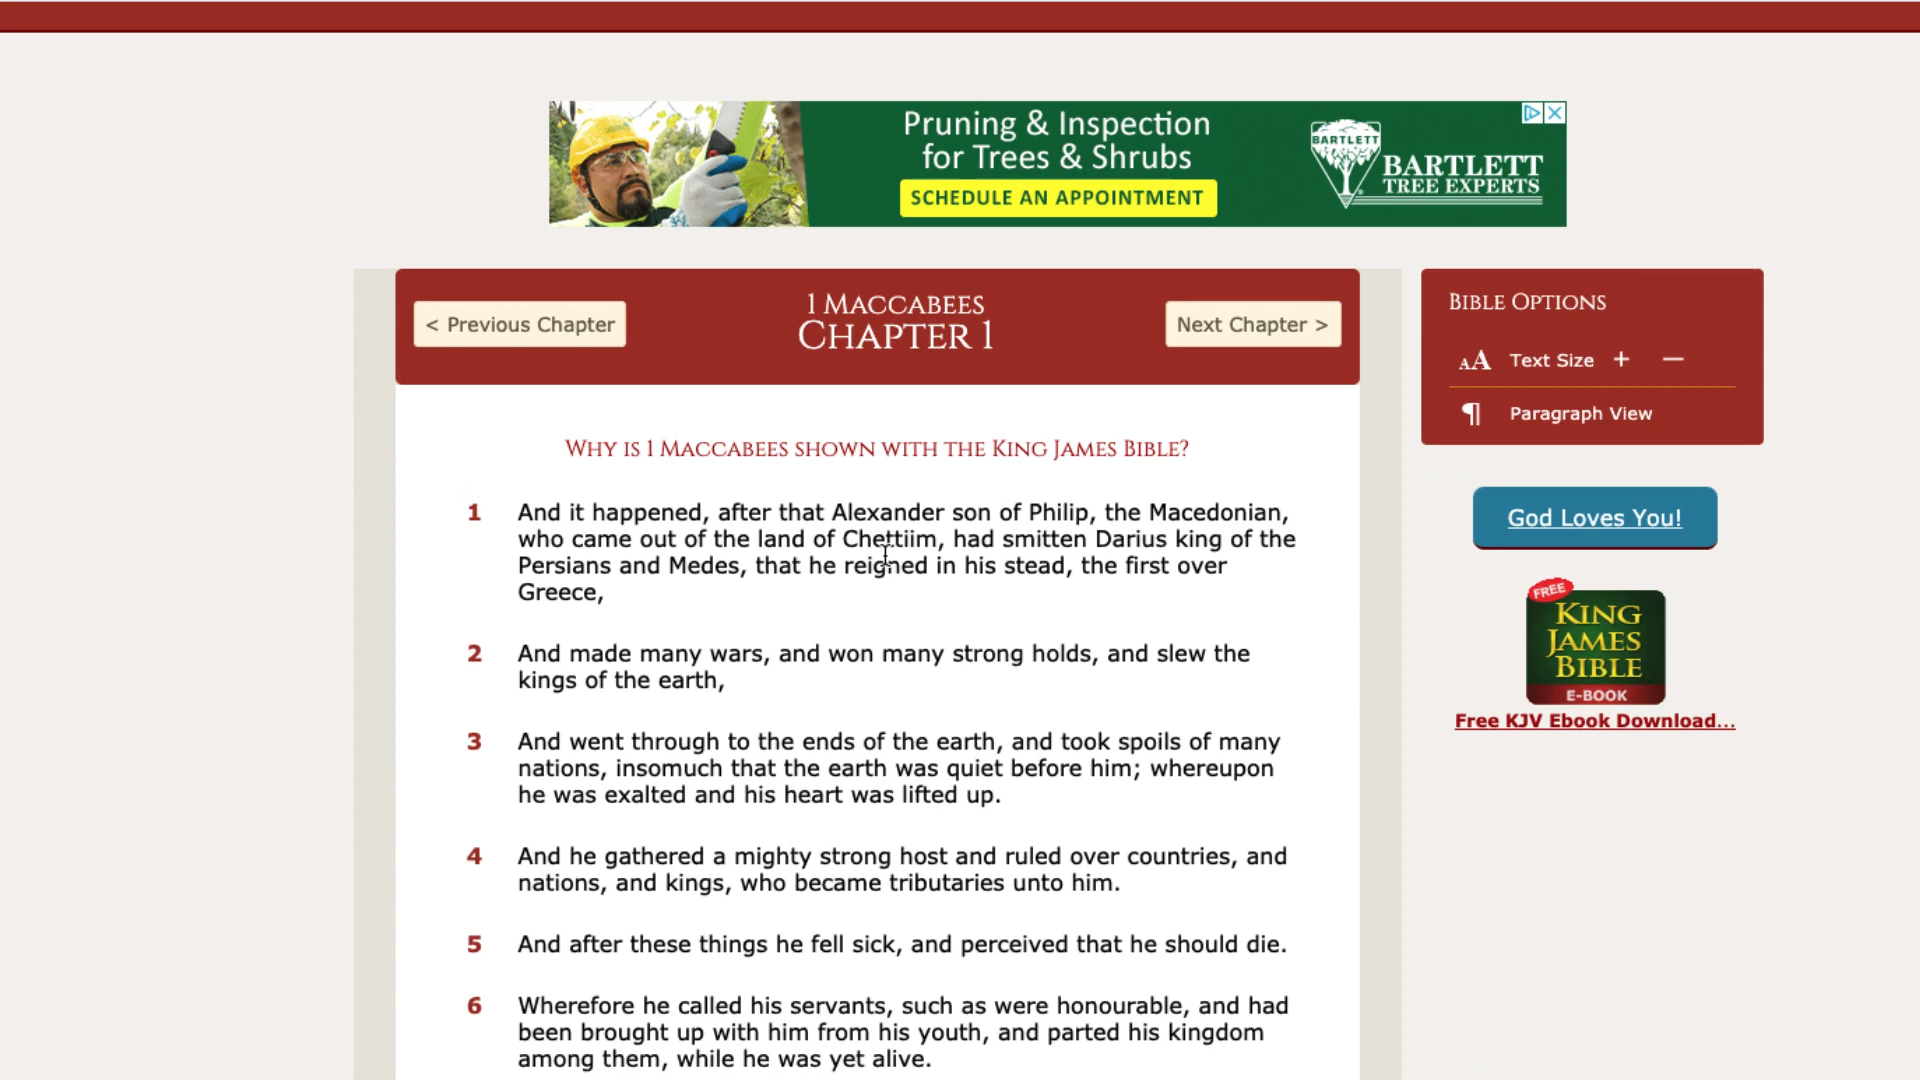 Pruning & Inspection
for Trees & Shrubs
SCHEDULE AN APPOINTMENT
BARTLETT
BARTLETT
TREE EXPERTS
< Previous Chapter
1 Maccabees
Chapter 1
Next Chapter >
Why is 1 Maccabees shown with the King James Bible?
1 And it happened, after that Alexander son of Philip, the Macedonian,
who came out of the land of Chettiim, had smitten Darius king of the
Persians and Medes, that he reigned in his stead, the first over
Greece,
2 And made many wars, and won many strong holds, and slew the
kings of the earth,
3 And went through to the ends of the earth, and took spoils of many
nations, insomuch that the earth was quiet before him; whereupon
he was exalted and his heart was lifted up.
4 And he gathered a mighty strong host and ruled over countries, and
nations, and kings, who became tributaries unto him.
5 And after these things he fell sick, and perceived that he should die.
6 Wherefore he called his servants, such as were honourable, and had
been brought up with him from his youth, and parted his kingdom
among them, while he was yet alive.
Bible Options
AA Text Size + —
¶ Paragraph View
God Loves You!
FREE
KING
JAMES
BIBLE
E-BOOK
Free KJV Ebook Download...